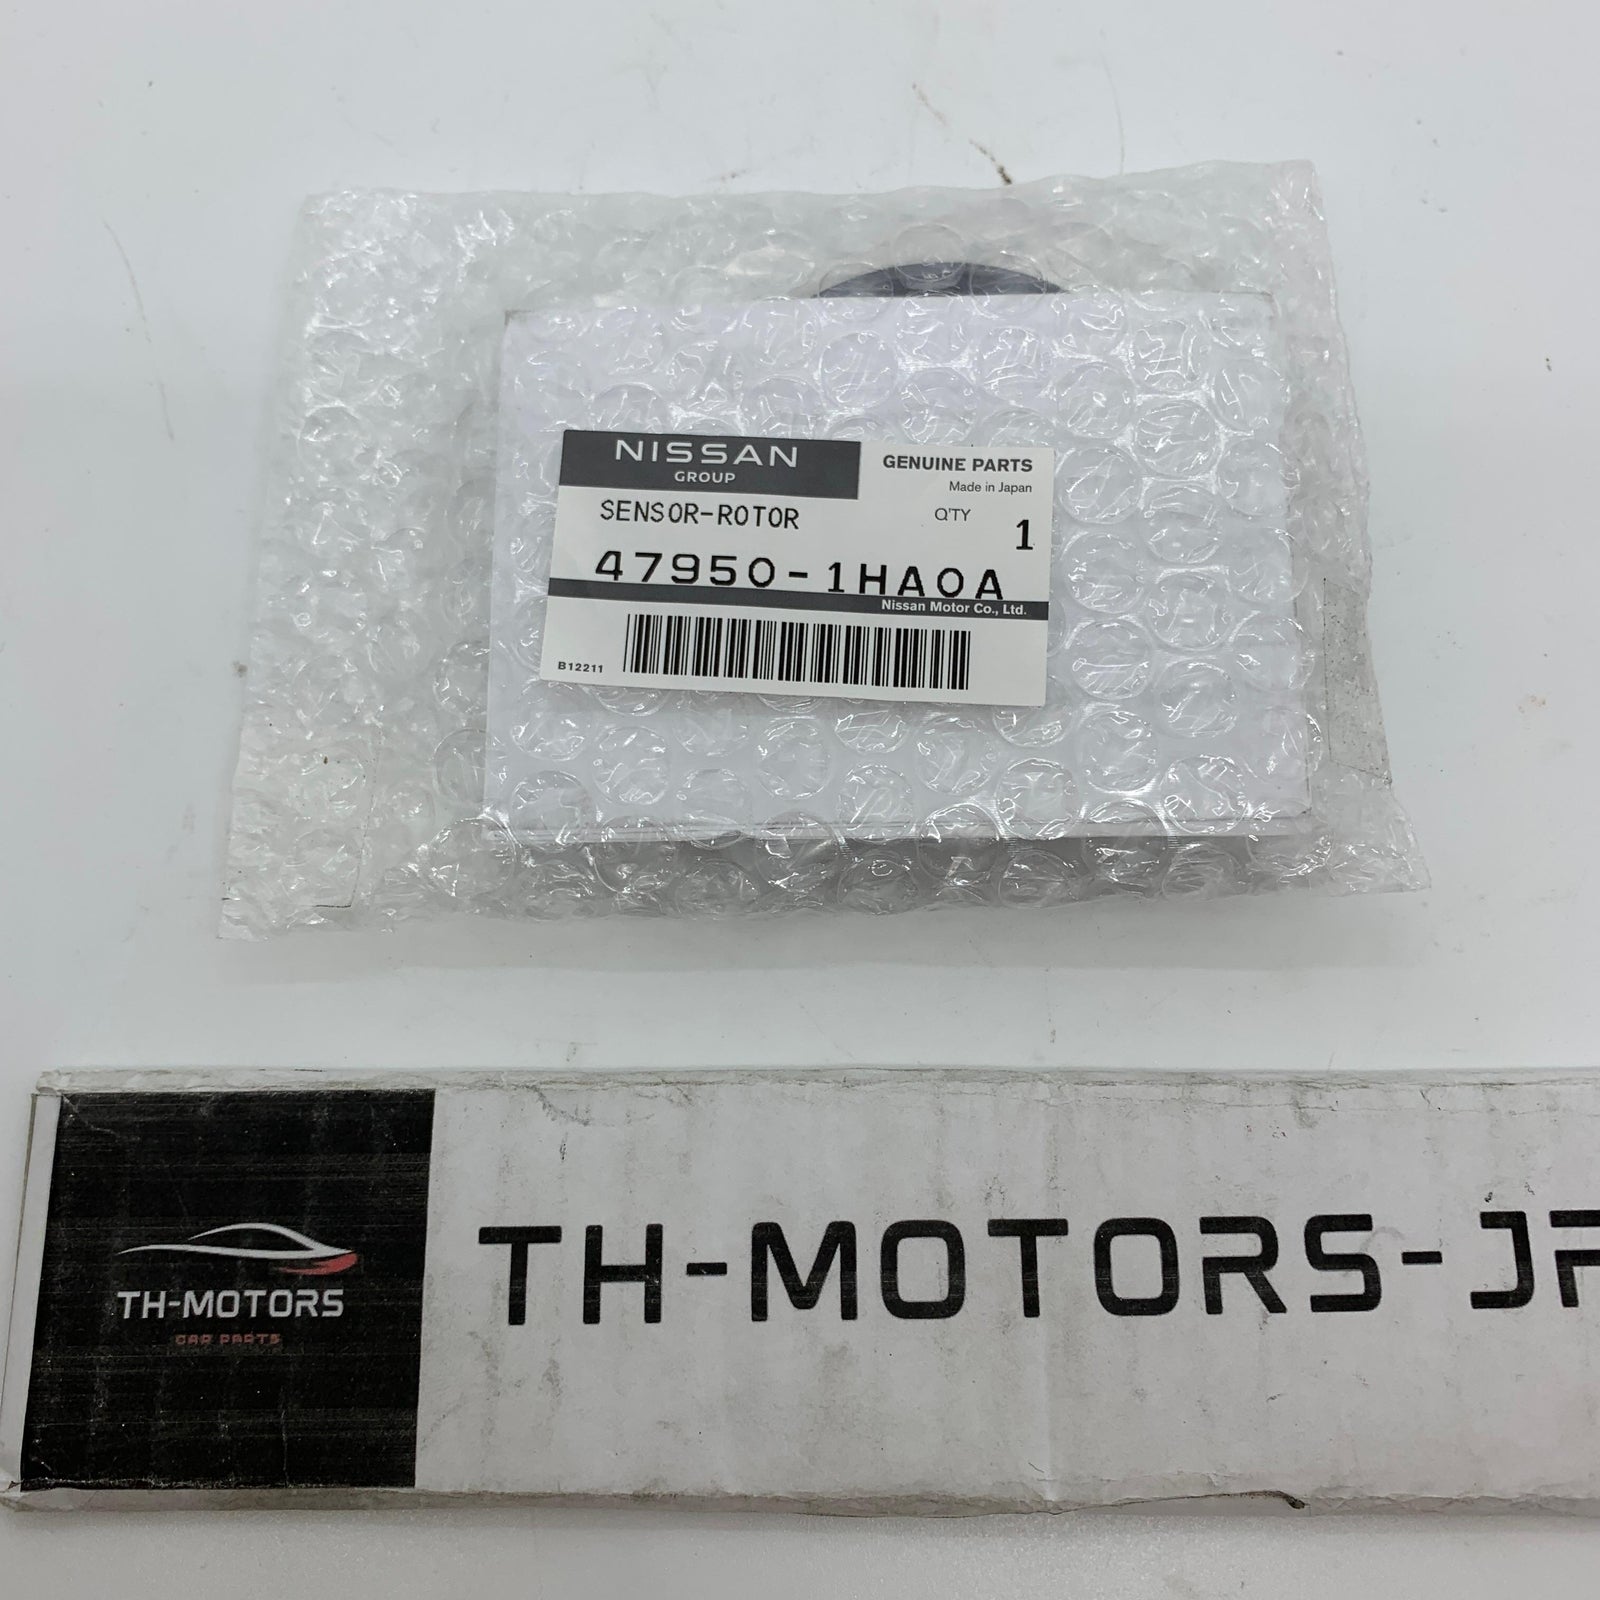 NISSAN
GROUP
GENUINE PARTS
Made in Japan
SENSOR-ROTOR
Q'TY 1
47950-1HA0A
Nissan Motor Co., Ltd.
B12211
TH-MOTORS
CAR PARTS
TH-MOTORS-JP